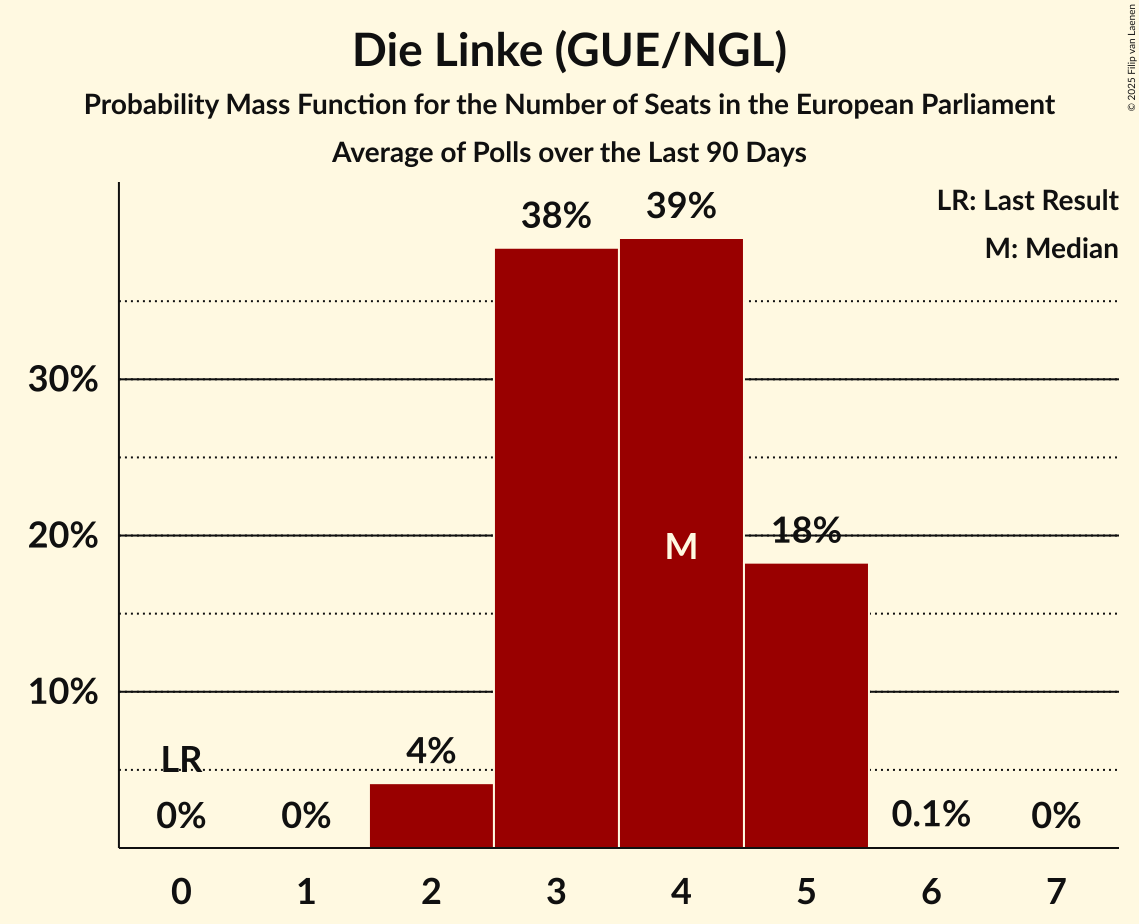 Die Linke (GUE/NGL)
Probability Mass Function for the Number of Seats in the European Parliament
Average of Polls over the Last 90 Days
© 2025 Filip van Laenen
LR: Last Result
M: Median
38%
39%
30%
20%
18%
M
10%
4%
LR
0%
0%
0.1%
0%
0 1 2 3 4 5 6 7